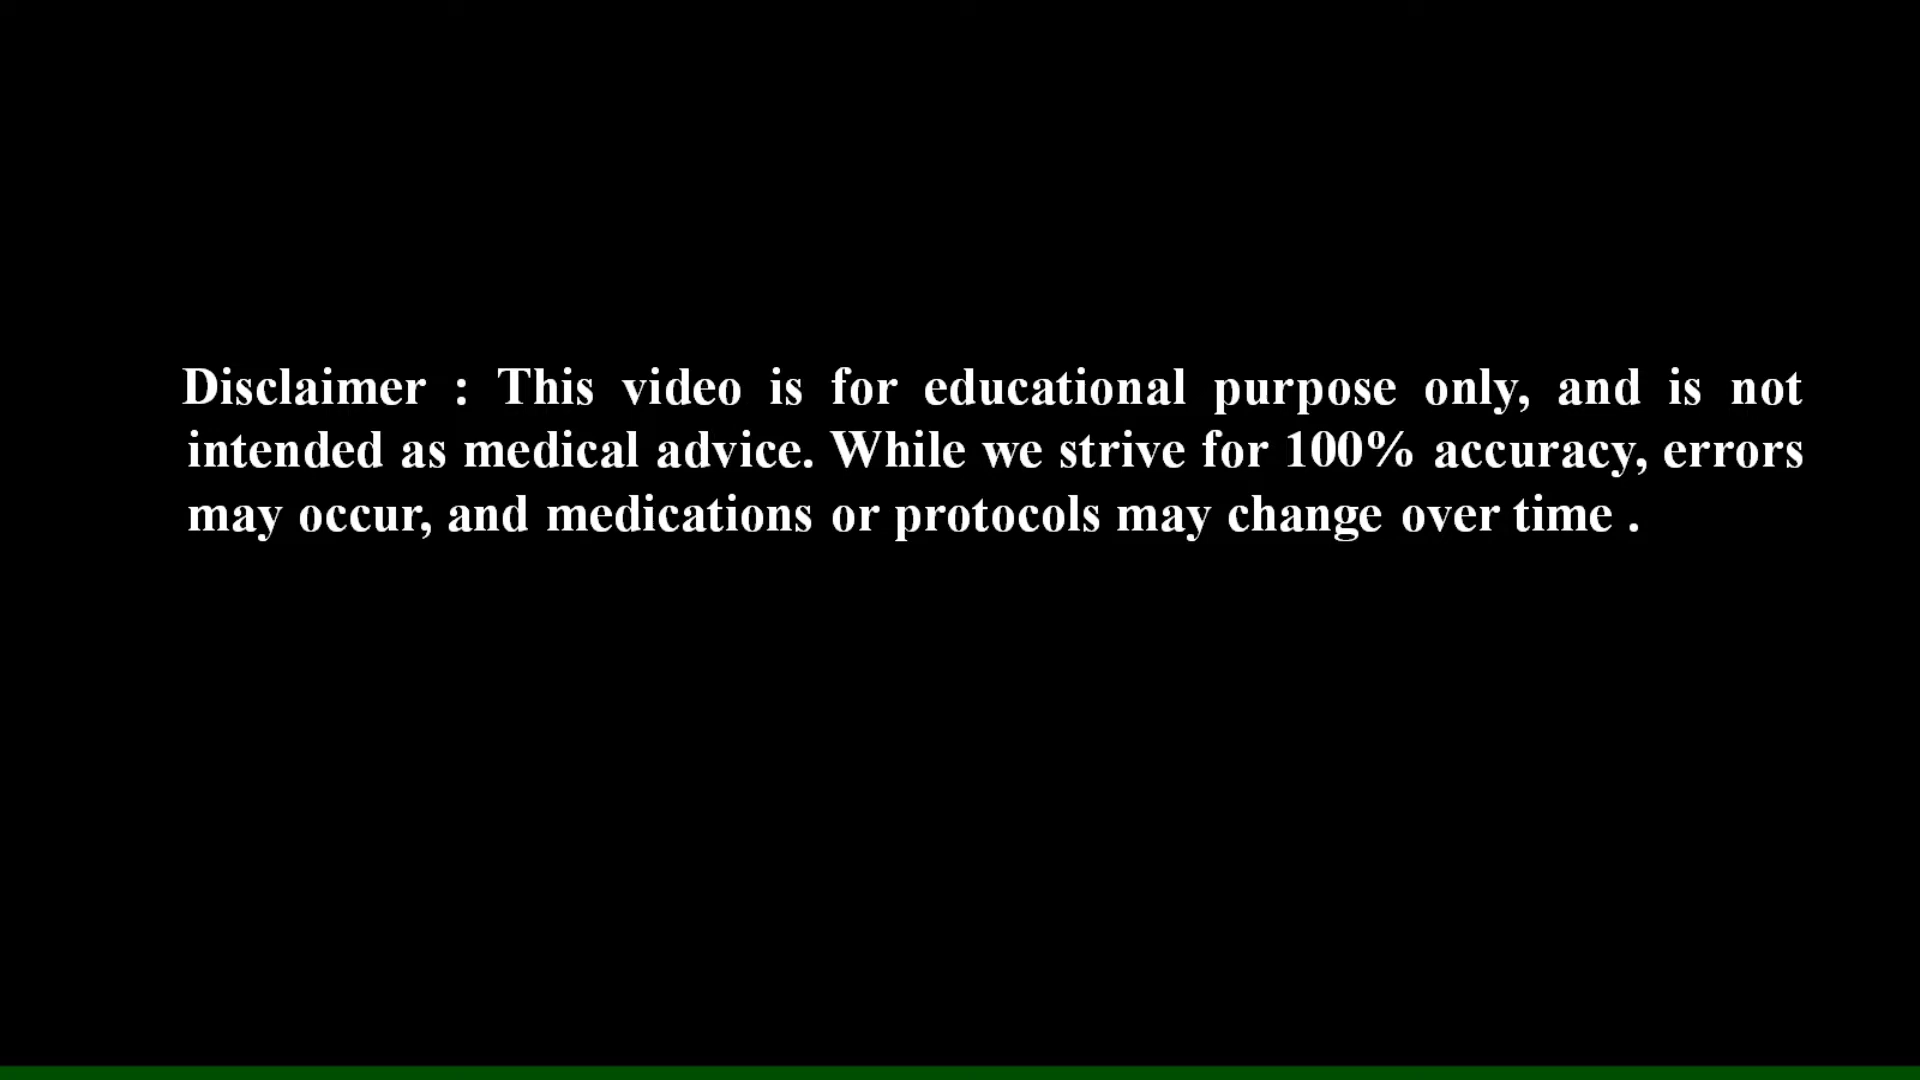 Disclaimer : This video is for educational purpose only, and is not
intended as medical advice. While we strive for 100% accuracy, errors
may occur, and medications or protocols may change over time .